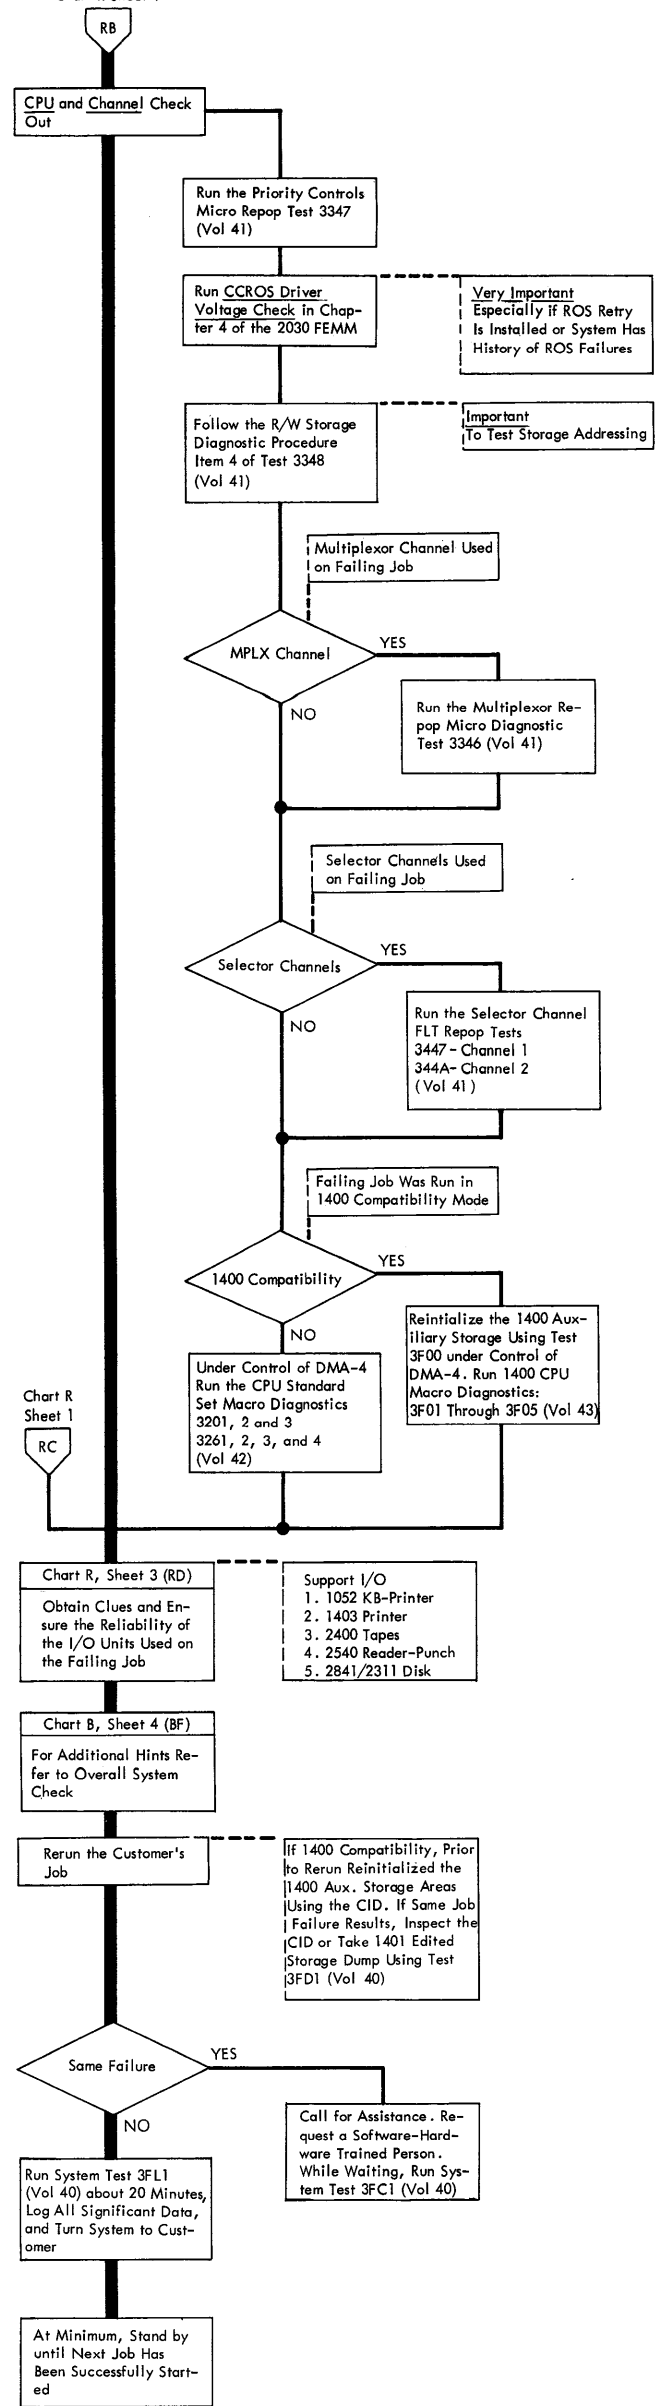 RB
CPU and Channel Check
Out
Run the Priority Controls
Micro Repop Test 3347
(Vol 41)
Run CCROS Driver
Voltage Check in Chap-
ter 4 of the 2030 FEMM
Very Important
Especially if ROS Retry
Is Installed or System Has
History of ROS Failures
Follow the R/W Storage
Diagnostic Procedure
Item 4 of Test 3348
(Vol 41)
Important
To Test Storage Addressing
Multiplexor Channel Used
on Failing Job
MPLX Channel
YES
NO
Run the Multiplexor Re-
pop Micro Diagnostic
Test 3346 (Vol 41)
Selector Channels Used
on Failing Job
Selector Channels
YES
NO
Run the Selector Channel
FLT Repop Tests
3447 - Channel 1
344A- Channel 2
(Vol 41)
Failing Job Was Run in
1400 Compatibility Mode
1400 Compatibility
YES
NO
Reintialize the 1400 Aux-
iliary Storage Using Test
3F00 under Control of
DMA-4. Run 1400 CPU
Macro Diagnostics:
3F01 Through 3F05 (Vol 43)
Under Control of DMA-4
Run the CPU Standard
Set Macro Diagnostics
3201, 2 and 3
3261, 2, 3, and 4
(Vol 42)
Chart R
Sheet 1
RC
Chart R, Sheet 3 (RD)
Obtain Clues and En-
sure the Reliability of
the I/O Units Used on
the Failing Job
Support I/O
1. 1052 KB-Printer
2. 1403 Printer
3. 2400 Tapes
4. 2540 Reader-Punch
5. 2841/2311 Disk
Chart B, Sheet 4 (BF)
For Additional Hints Re-
fer to Overall System
Check
Rerun the Customer's
Job
If 1400 Compatibility, Prior
to Rerun Reinitialized the
1400 Aux. Storage Areas
Using the CID. If Same Job
Failure Results, Inspect the
CID or Take 1401 Edited
Storage Dump Using Test
3FD1 (Vol 40)
Same Failure
YES
NO
Call for Assistance. Re-
quest a Software-Hard-
ware Trained Person.
While Waiting, Run Sys-
tem Test 3FC1 (Vol 40)
Run System Test 3FL1
(Vol 40) about 20 Minutes,
Log All Significant Data,
and Turn System to Cust-
omer
At Minimum, Stand by
until Next Job Has
Been Successfully Start-
ed